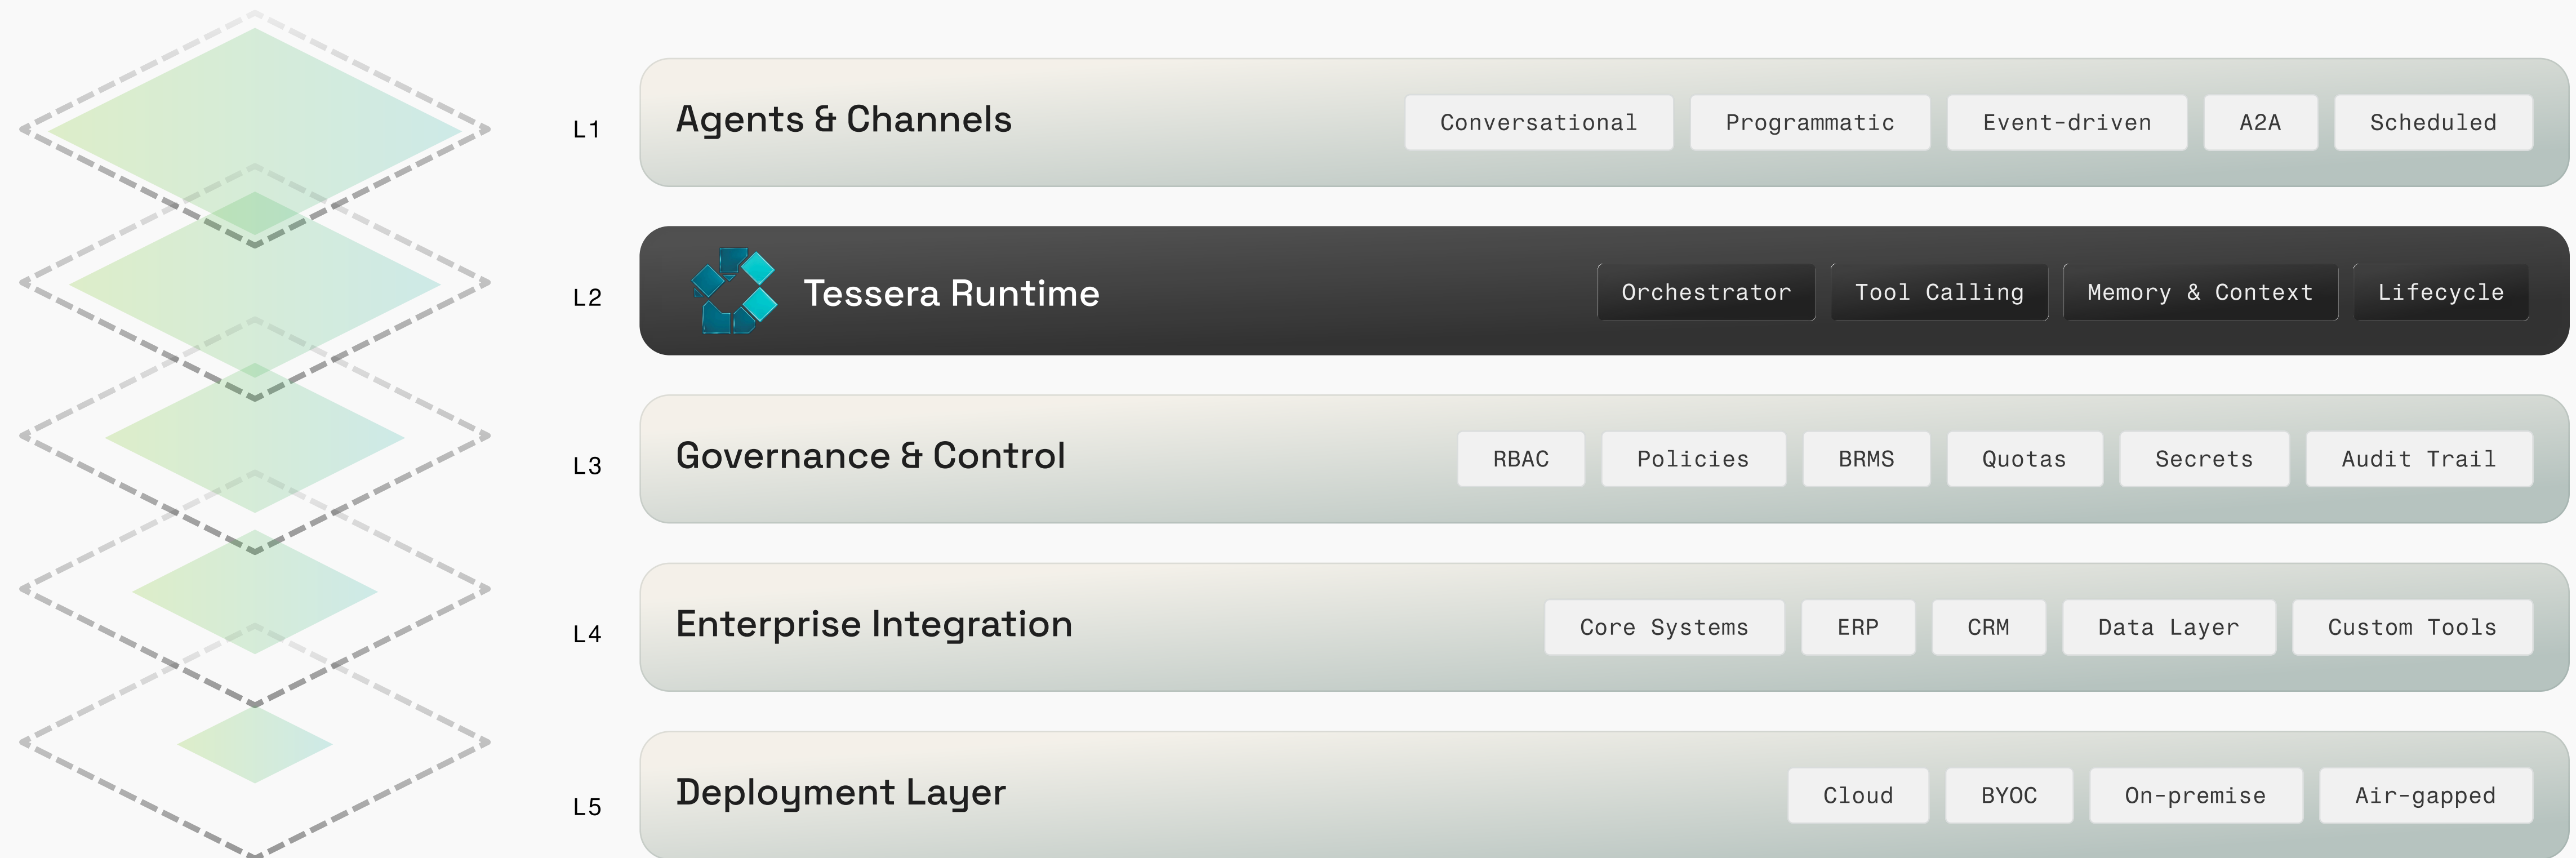 L1
Agents & Channels
Conversational
Programmatic
Event-driven
A2A
Scheduled
L2
Tessera Runtime
Orchestrator
Tool Calling
Memory & Context
Lifecycle
L3
Governance & Control
RBAC
Policies
BRMS
Quotas
Secrets
Audit Trail
L4
Enterprise Integration
Core Systems
ERP
CRM
Data Layer
Custom Tools
L5
Deployment Layer
Cloud
BYOC
On-premise
Air-gapped